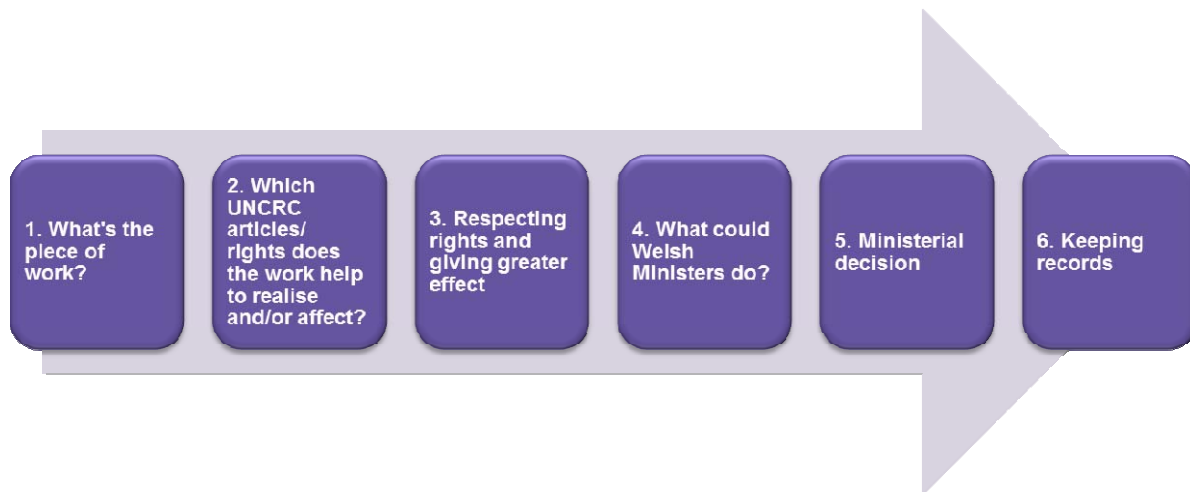 1. What's the
piece of
work?
2. Which
UNCRC
articles/
rights does
the work help
to realise
and/or affect?
3. Respecting
rights and
giving greater
effect
4. What could
Welsh
Ministers do?
5. Ministerial
decision
6. Keeping
records